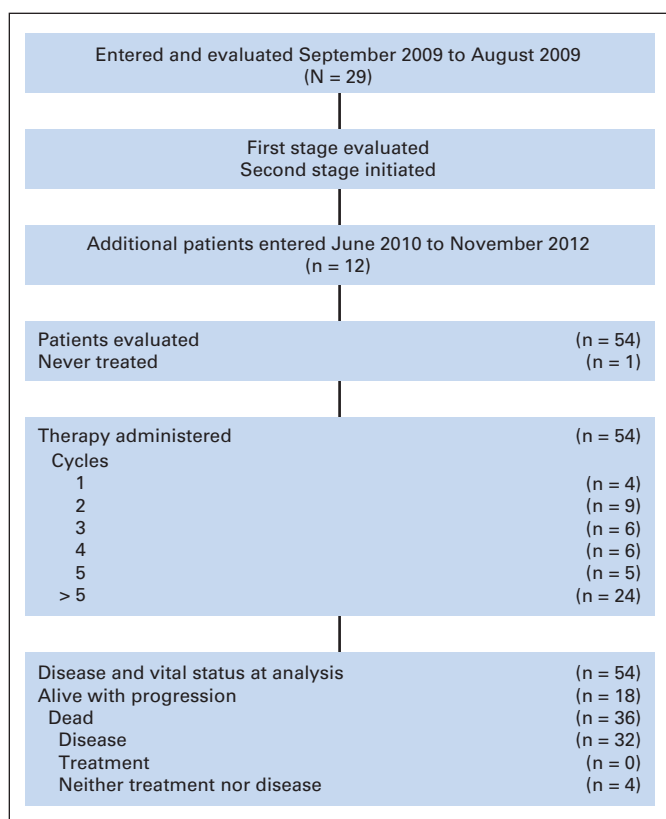 Entered and evaluated September 2009 to August 2009
(N = 29)
First stage evaluated
Second stage initiated
Additional patients entered June 2010 to November 2012
(n = 12)
Patients evaluated (n = 54)
Never treated (n = 1)
Therapy administered (n = 54)
Cycles
1 (n = 4)
2 (n = 9)
3 (n = 6)
4 (n = 6)
5 (n = 5)
> 5 (n = 24)
Disease and vital status at analysis (n = 54)
Alive with progression (n = 18)
Dead (n = 36)
Disease (n = 32)
Treatment (n = 0)
Neither treatment nor disease (n = 4)